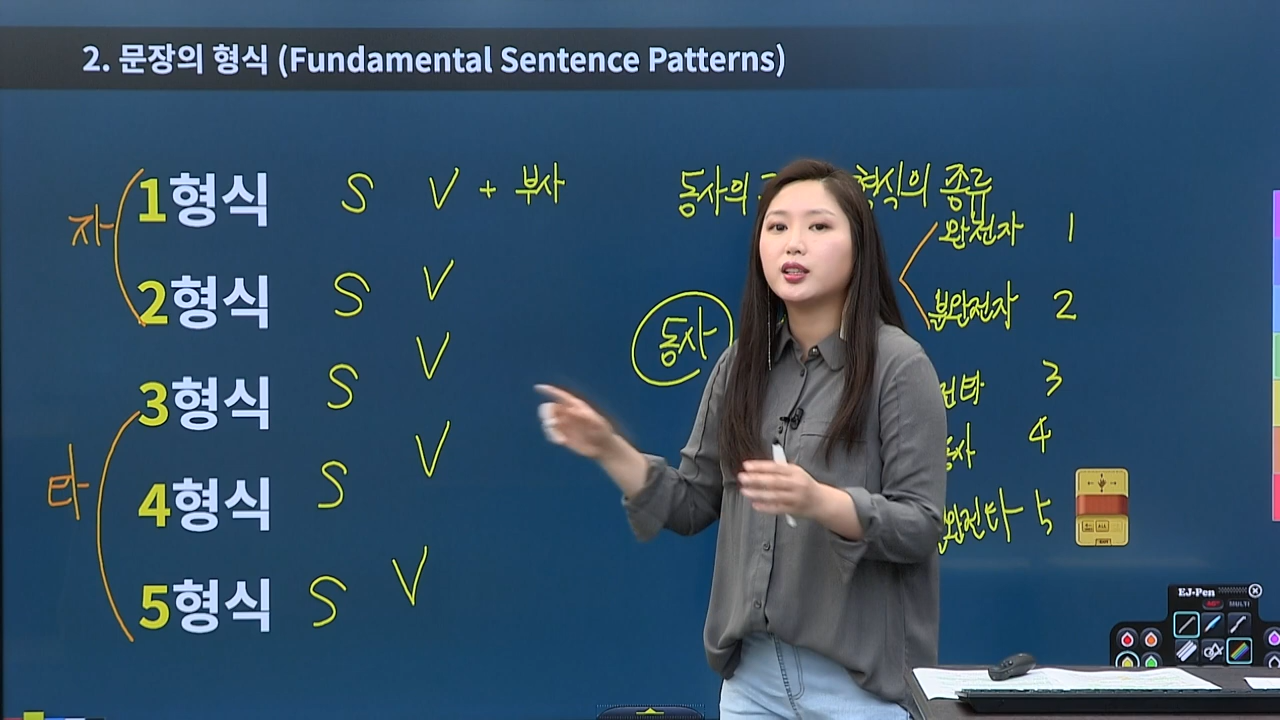 2. 문장의 형식 (Fundamental Sentence Patterns)
1형식 S V + 부사
2형식 S V
3형식 S V
4형식 S V
5형식 S V
자
타
동사의 형식의 종류
완전자 1
불완전자 2
동사
3
4
5
EJ-Pen
MULTI